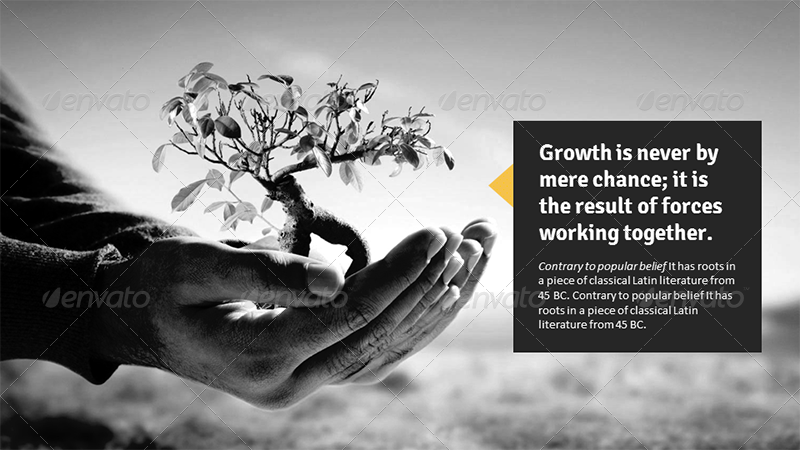 envato envato envato envato
Growth is never by
mere chance; it is
the result of forces
working together.
Contrary to popular belief It has roots in
a piece of classical Latin literature from
45 BC. Contrary to popular belief It has
roots in a piece of classical Latin
literature from 45 BC.
envato envato envato envato